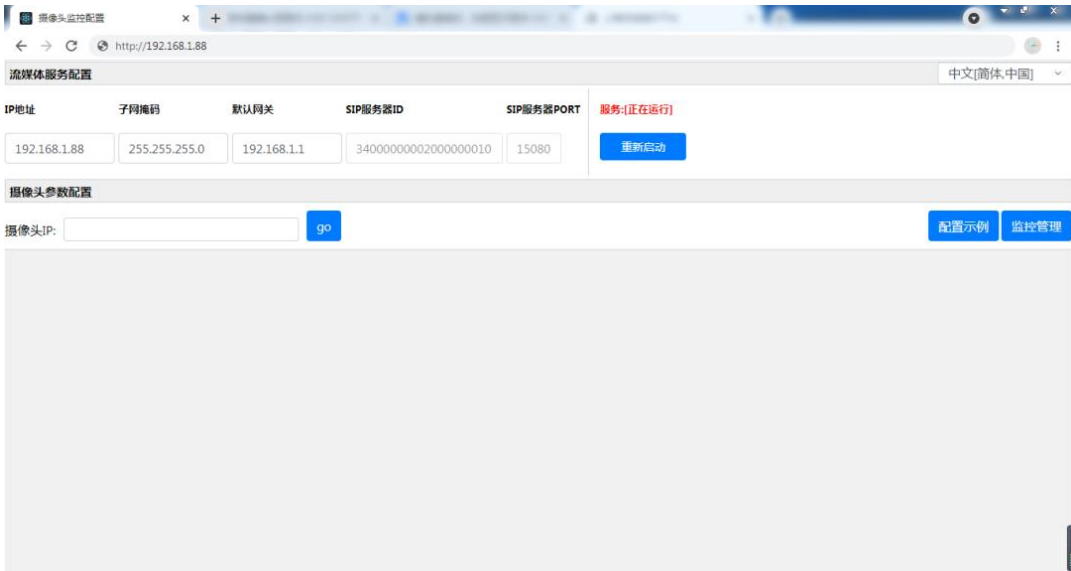 摄像头监控配置
http://192.168.1.88
流媒体服务配置 中文[简体,中国]
IP地址 子网掩码 默认网关 SIP服务器ID SIP服务器PORT 服务:[正在运行]
192.168.1.88 255.255.255.0 192.168.1.1 34000000002000000010 15080 重新启动
摄像头参数配置
摄像头IP: go 配置示例 监控管理